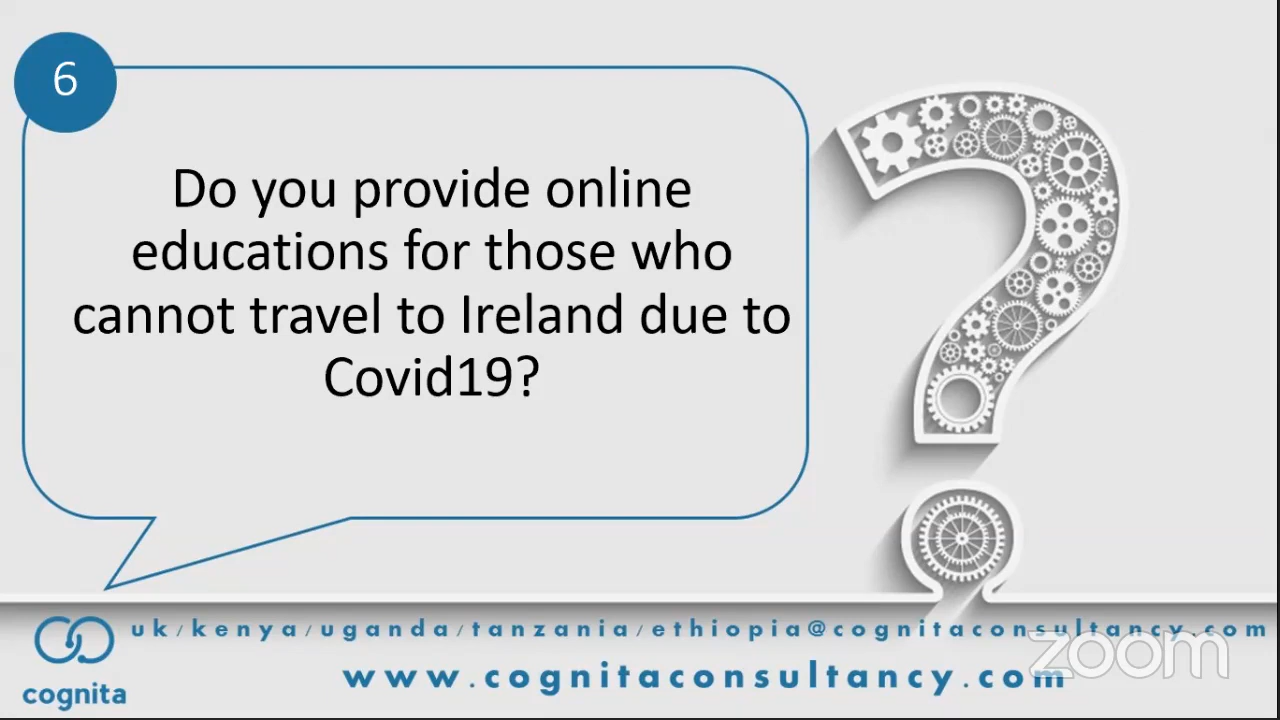 6
Do you provide online
educations for those who
cannot travel to Ireland due to
Covid19?
uk/kenya/uganda/tanzania/ethiopia@cognitaconsultancy.com
zoom
www.cognitaconsultancy.com
cognita